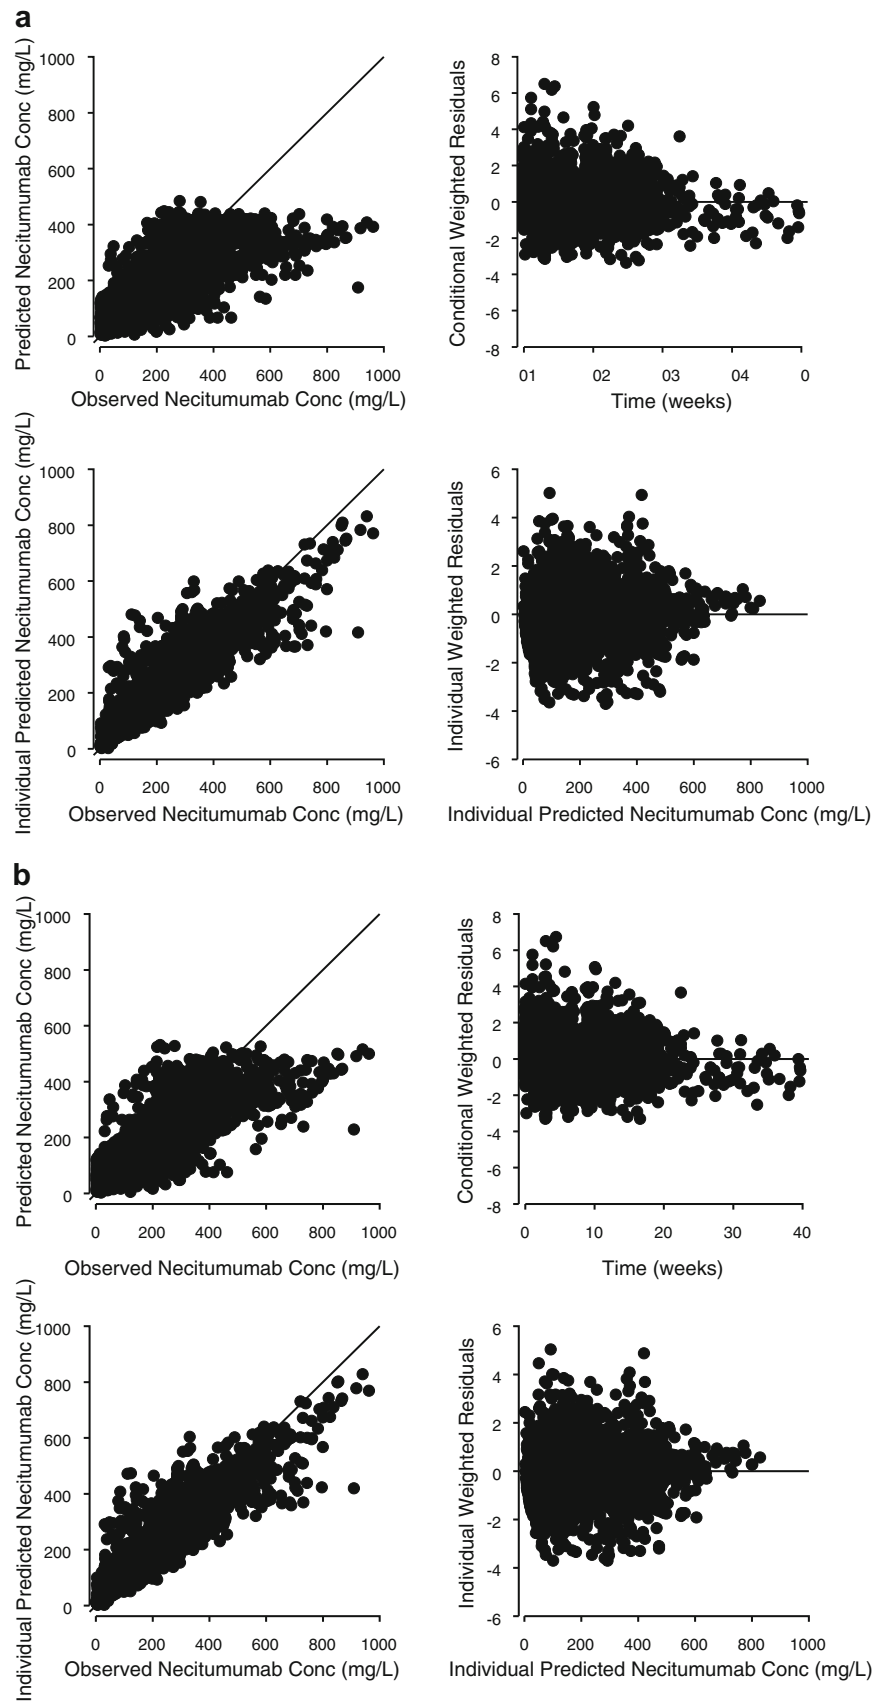 a
Predicted Necitumumab Conc (mg/L)
1000
800
600
400
200
0
0 200 400 600 800 1000
Observed Necitumumab Conc (mg/L)
Conditional Weighted Residuals
8
6
4
2
0
-2
-4
-6
-8
01 02 03 04 0
Time (weeks)
Individual Predicted Necitumumab Conc (mg/L)
1000
800
600
400
200
0
0 200 400 600 800 1000
Observed Necitumumab Conc (mg/L)
Individual Weighted Residuals
6
4
2
0
-2
-4
-6
0 200 400 600 800 1000
Individual Predicted Necitumumab Conc (mg/L)
b
Predicted Necitumumab Conc (mg/L)
1000
800
600
400
200
0
0 200 400 600 800 1000
Observed Necitumumab Conc (mg/L)
Conditional Weighted Residuals
8
6
4
2
0
-2
-4
-6
-8
0 10 20 30 40
Time (weeks)
Individual Predicted Necitumumab Conc (mg/L)
1000
800
600
400
200
0
0 200 400 600 800 1000
Observed Necitumumab Conc (mg/L)
Individual Weighted Residuals
6
4
2
0
-2
-4
-6
0 200 400 600 800 1000
Individual Predicted Necitumumab Conc (mg/L)